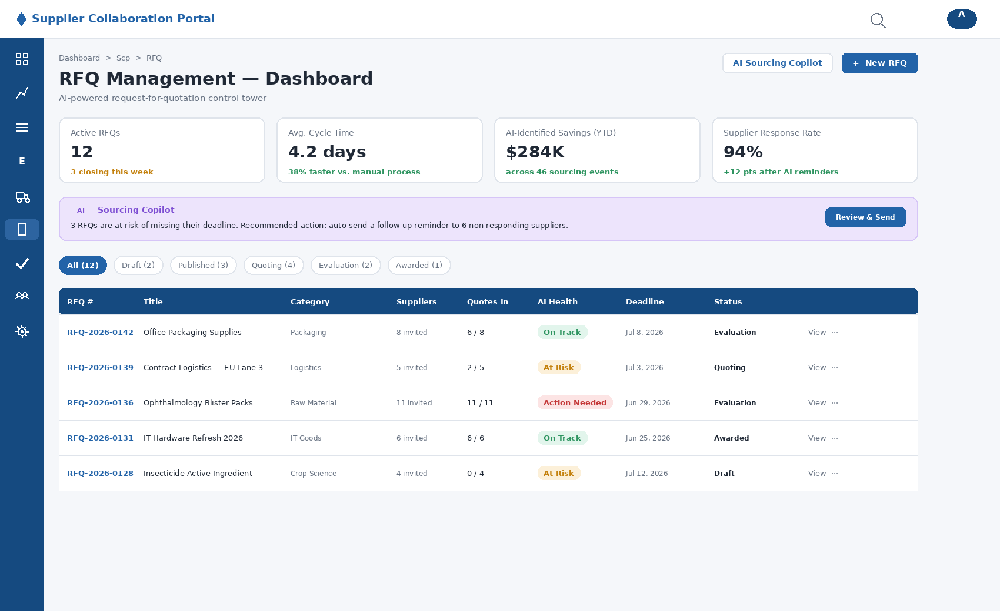 Supplier Collaboration Portal
A
Dashboard > Scp > RFQ
AI Sourcing Copilot
+ New RFQ
RFQ Management — Dashboard
AI-powered request-for-quotation control tower
Active RFQs
12
3 closing this week
Avg. Cycle Time
4.2 days
38% faster vs. manual process
AI-Identified Savings (YTD)
$284K
across 46 sourcing events
Supplier Response Rate
94%
+12 pts after AI reminders
E
AI Sourcing Copilot
3 RFQs are at risk of missing their deadline. Recommended action: auto-send a follow-up reminder to 6 non-responding suppliers.
Review & Send
All (12) Draft (2) Published (3) Quoting (4) Evaluation (2) Awarded (1)
RFQ # Title Category Suppliers Quotes In AI Health Deadline Status
RFQ-2026-0142 Office Packaging Supplies Packaging 8 invited 6 / 8 On Track Jul 8, 2026 Evaluation View ···
RFQ-2026-0139 Contract Logistics — EU Lane 3 Logistics 5 invited 2 / 5 At Risk Jul 3, 2026 Quoting View ···
RFQ-2026-0136 Ophthalmology Blister Packs Raw Material 11 invited 11 / 11 Action Needed Jun 29, 2026 Evaluation View ···
RFQ-2026-0131 IT Hardware Refresh 2026 IT Goods 6 invited 6 / 6 On Track Jun 25, 2026 Awarded View ···
RFQ-2026-0128 Insecticide Active Ingredient Crop Science 4 invited 0 / 4 At Risk Jul 12, 2026 Draft View ···